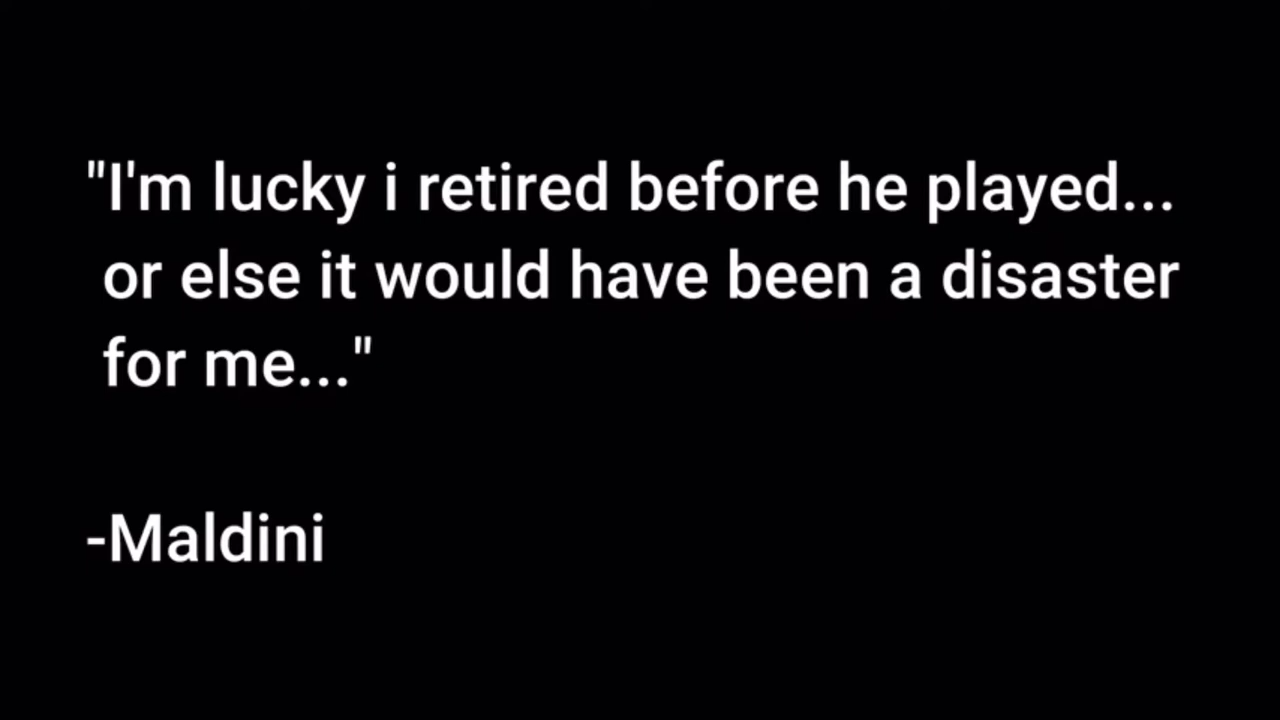 "I'm lucky i retired before he played...
or else it would have been a disaster
for me..."
-Maldini